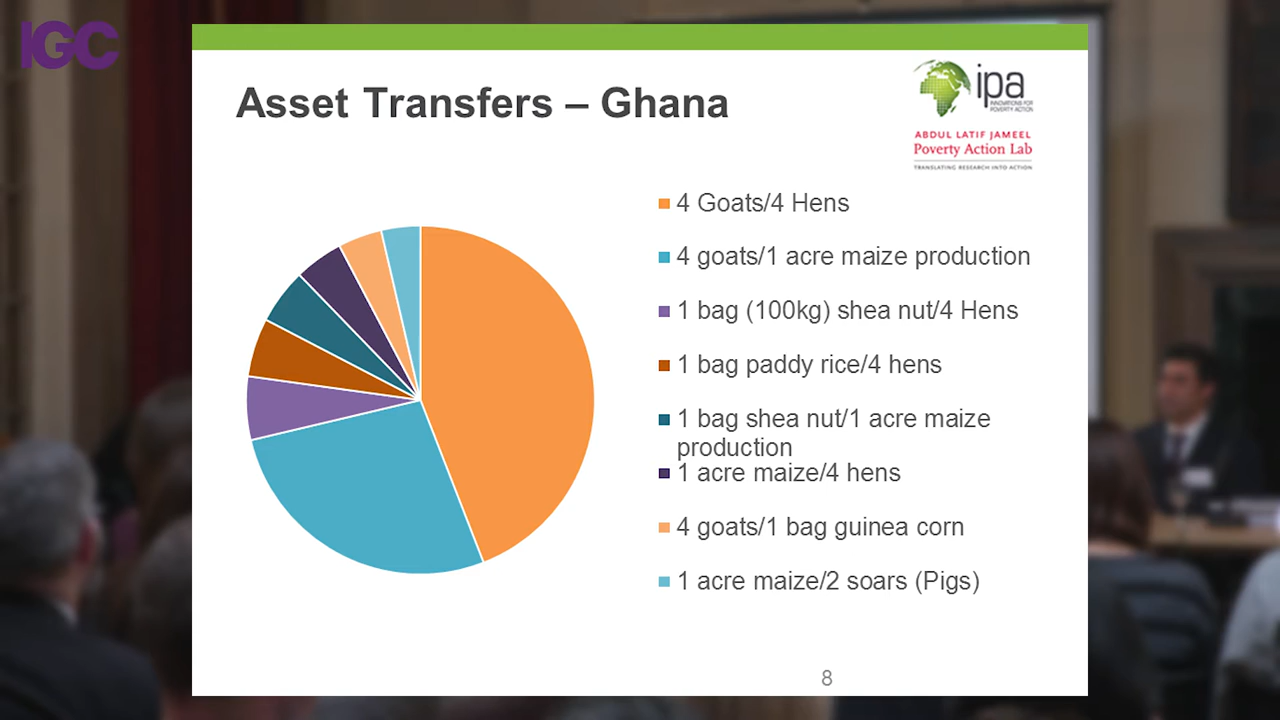 IGC
Asset Transfers – Ghana
ipa
INNOVATIONS FOR
POVERTY ACTION
ABDUL LATIF JAMEEL
Poverty Action Lab
TRANSLATING RESEARCH INTO ACTION
4 Goats/4 Hens
4 goats/1 acre maize production
1 bag (100kg) shea nut/4 Hens
1 bag paddy rice/4 hens
1 bag shea nut/1 acre maize
production
1 acre maize/4 hens
4 goats/1 bag guinea corn
1 acre maize/2 soars (Pigs)
8